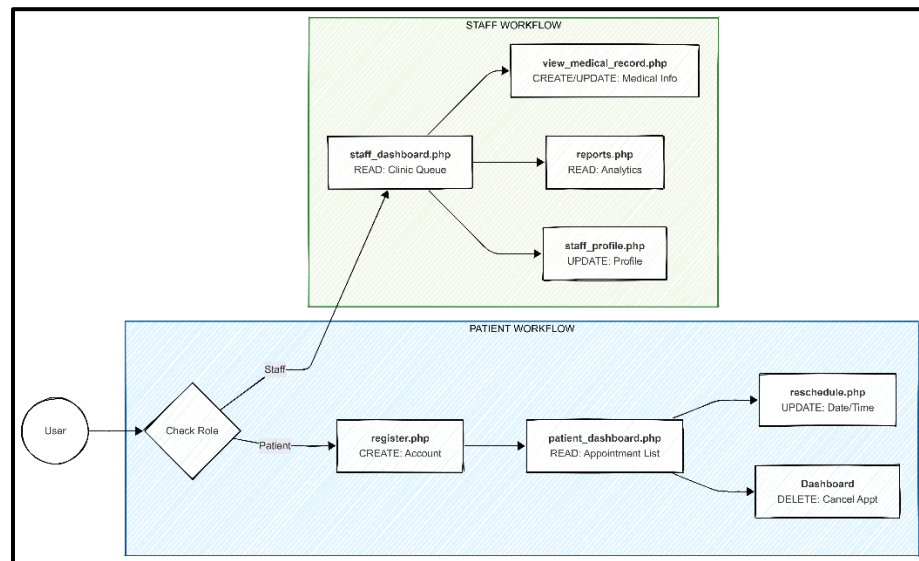 STAFF WORKFLOW
view_medical_record.php
CREATE/UPDATE: Medical Info
staff_dashboard.php
READ: Clinic Queue
reports.php
READ: Analytics
staff_profile.php
UPDATE: Profile
PATIENT WORKFLOW
Staff
User
Check Role
Patient
register.php
CREATE: Account
patient_dashboard.php
READ: Appointment List
reschedule.php
UPDATE: Date/Time
Dashboard
DELETE: Cancel Appt